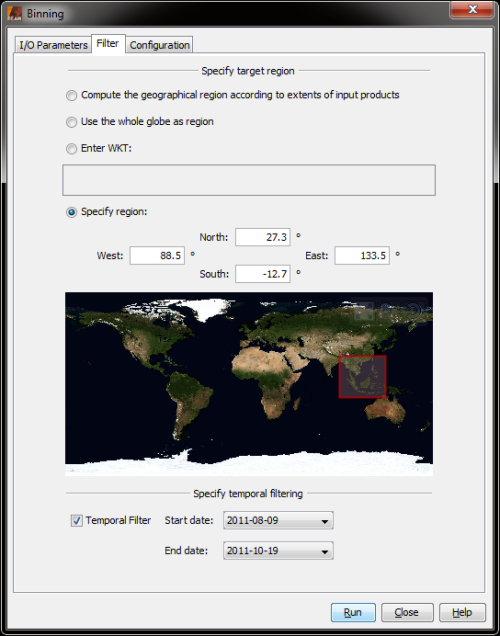 Binning
I/O Parameters Filter Configuration
Specify target region
Compute the geographical region according to extents of input products
Use the whole globe as region
Enter WKT:
Specify region:
North: 27.3 °
West: 88.5 ° East: 133.5 °
South: -12.7 °
Specify temporal filtering
Temporal Filter Start date: 2011-08-09
End date: 2011-10-19
Run Close Help